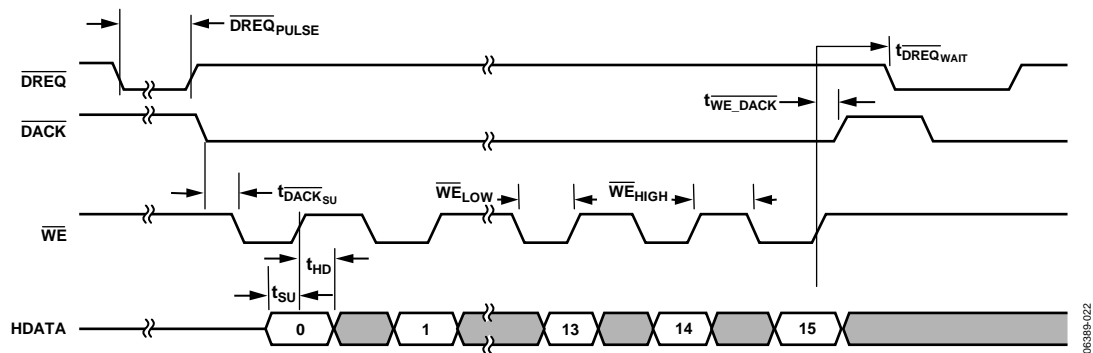 DREQPULSE
tDREQWAIT
DREQ
tWE_DACK
DACK
tDACKSU
WELOW
WEHIGH
WE
tHD
tSU
HDATA
0
1
13
14
15
06389-022